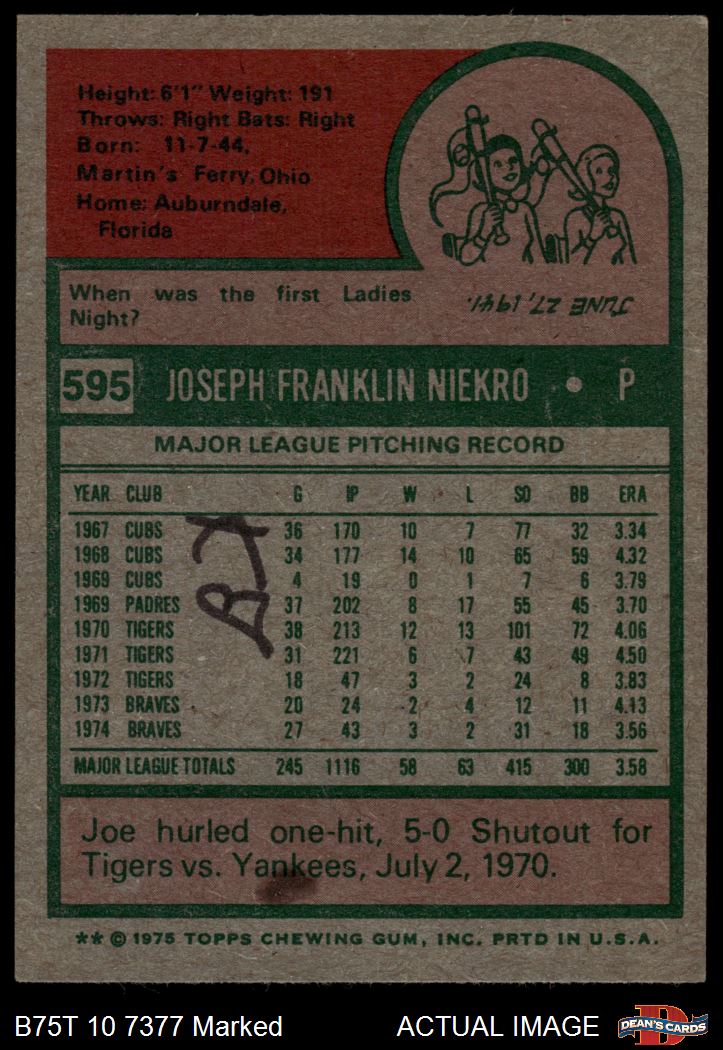 Height: 6'1" Weight: 191
Throws: Right Bats: Right
Born: 11-7-44,
Martin's Ferry, Ohio
Home: Auburndale,
Florida
When was the first Ladies
Night?
JUNE 27, 1941.
595 JOSEPH FRANKLIN NIEKRO • P
MAJOR LEAGUE PITCHING RECORD
YEAR CLUB G IP W L SO BB ERA
1967 CUBS 36 170 10 7 77 32 3.34
1968 CUBS 34 177 14 10 65 59 4.32
1969 CUBS 4 19 0 1 7 6 3.79
1969 PADRES 37 202 8 17 55 45 3.70
1970 TIGERS 38 213 12 13 101 72 4.06
1971 TIGERS 31 221 6 7 43 49 4.50
1972 TIGERS 18 47 3 2 24 8 3.83
1973 BRAVES 20 24 2 4 12 11 4.13
1974 BRAVES 27 43 3 2 31 18 3.56
MAJOR LEAGUE TOTALS 245 1116 58 63 415 300 3.58
Joe hurled one-hit, 5-0 Shutout for
Tigers vs. Yankees, July 2, 1970.
** © 1975 TOPPS CHEWING GUM, INC. PRTD IN U.S.A.
B75T 10 7377 Marked ACTUAL IMAGE DEAN'S CARDS